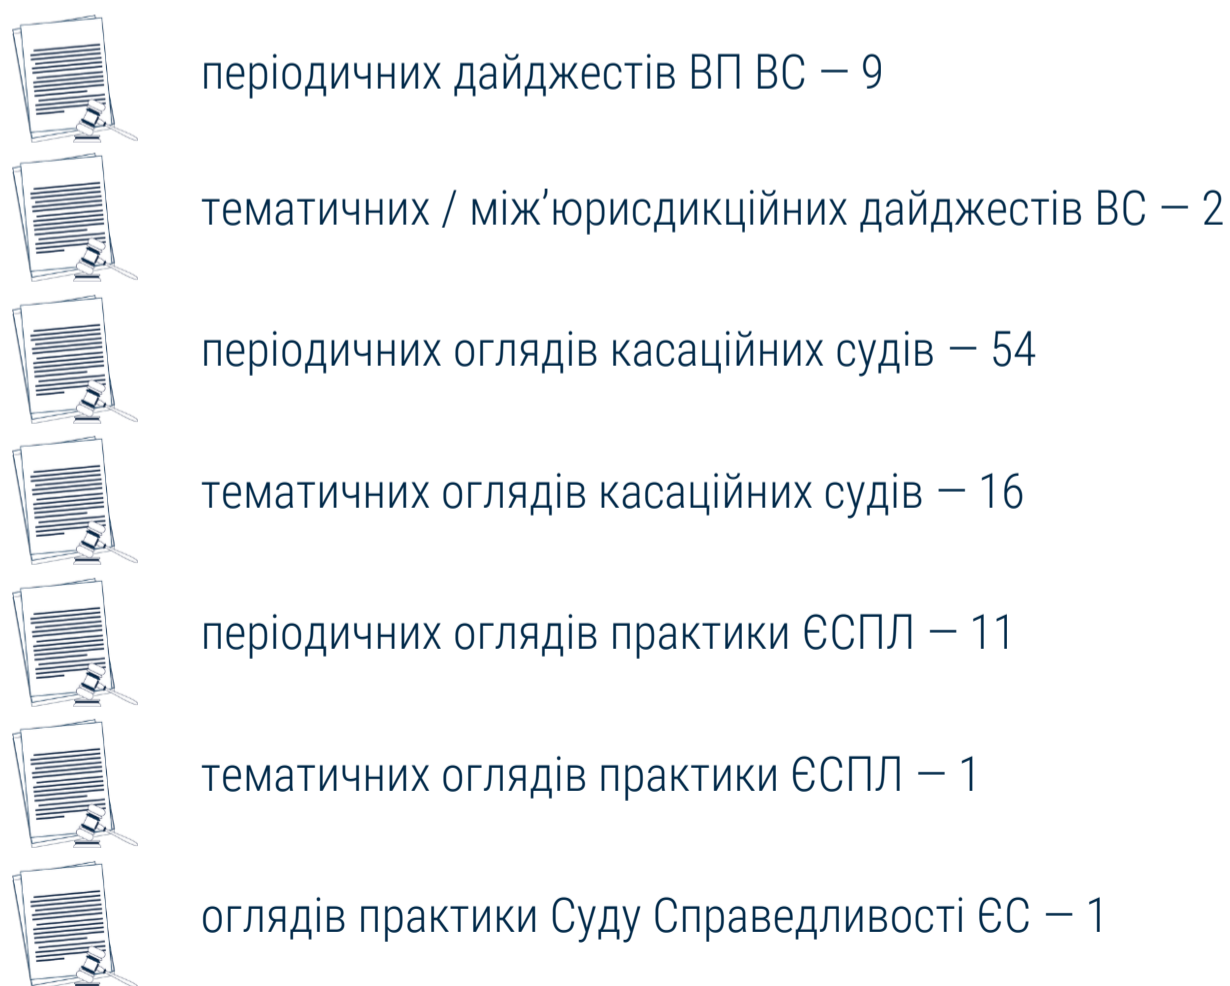 періодичних дайджестів ВП ВС — 9
тематичних / між’юрисдикційних дайджестів ВС — 2
періодичних оглядів касаційних судів — 54
тематичних оглядів касаційних судів — 16
періодичних оглядів практики ЄСПЛ — 11
тематичних оглядів практики ЄСПЛ — 1
оглядів практики Суду Справедливості ЄС — 1